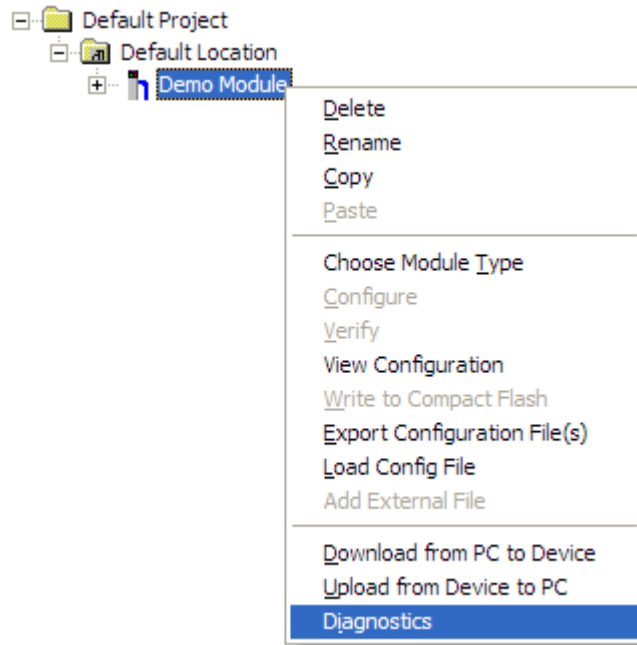 Default Project
Default Location
Demo Module
Delete
Rename
Copy
Paste
Choose Module Type
Configure
Verify
View Configuration
Write to Compact Flash
Export Configuration File(s)
Load Config File
Add External File
Download from PC to Device
Upload from Device to PC
Diagnostics